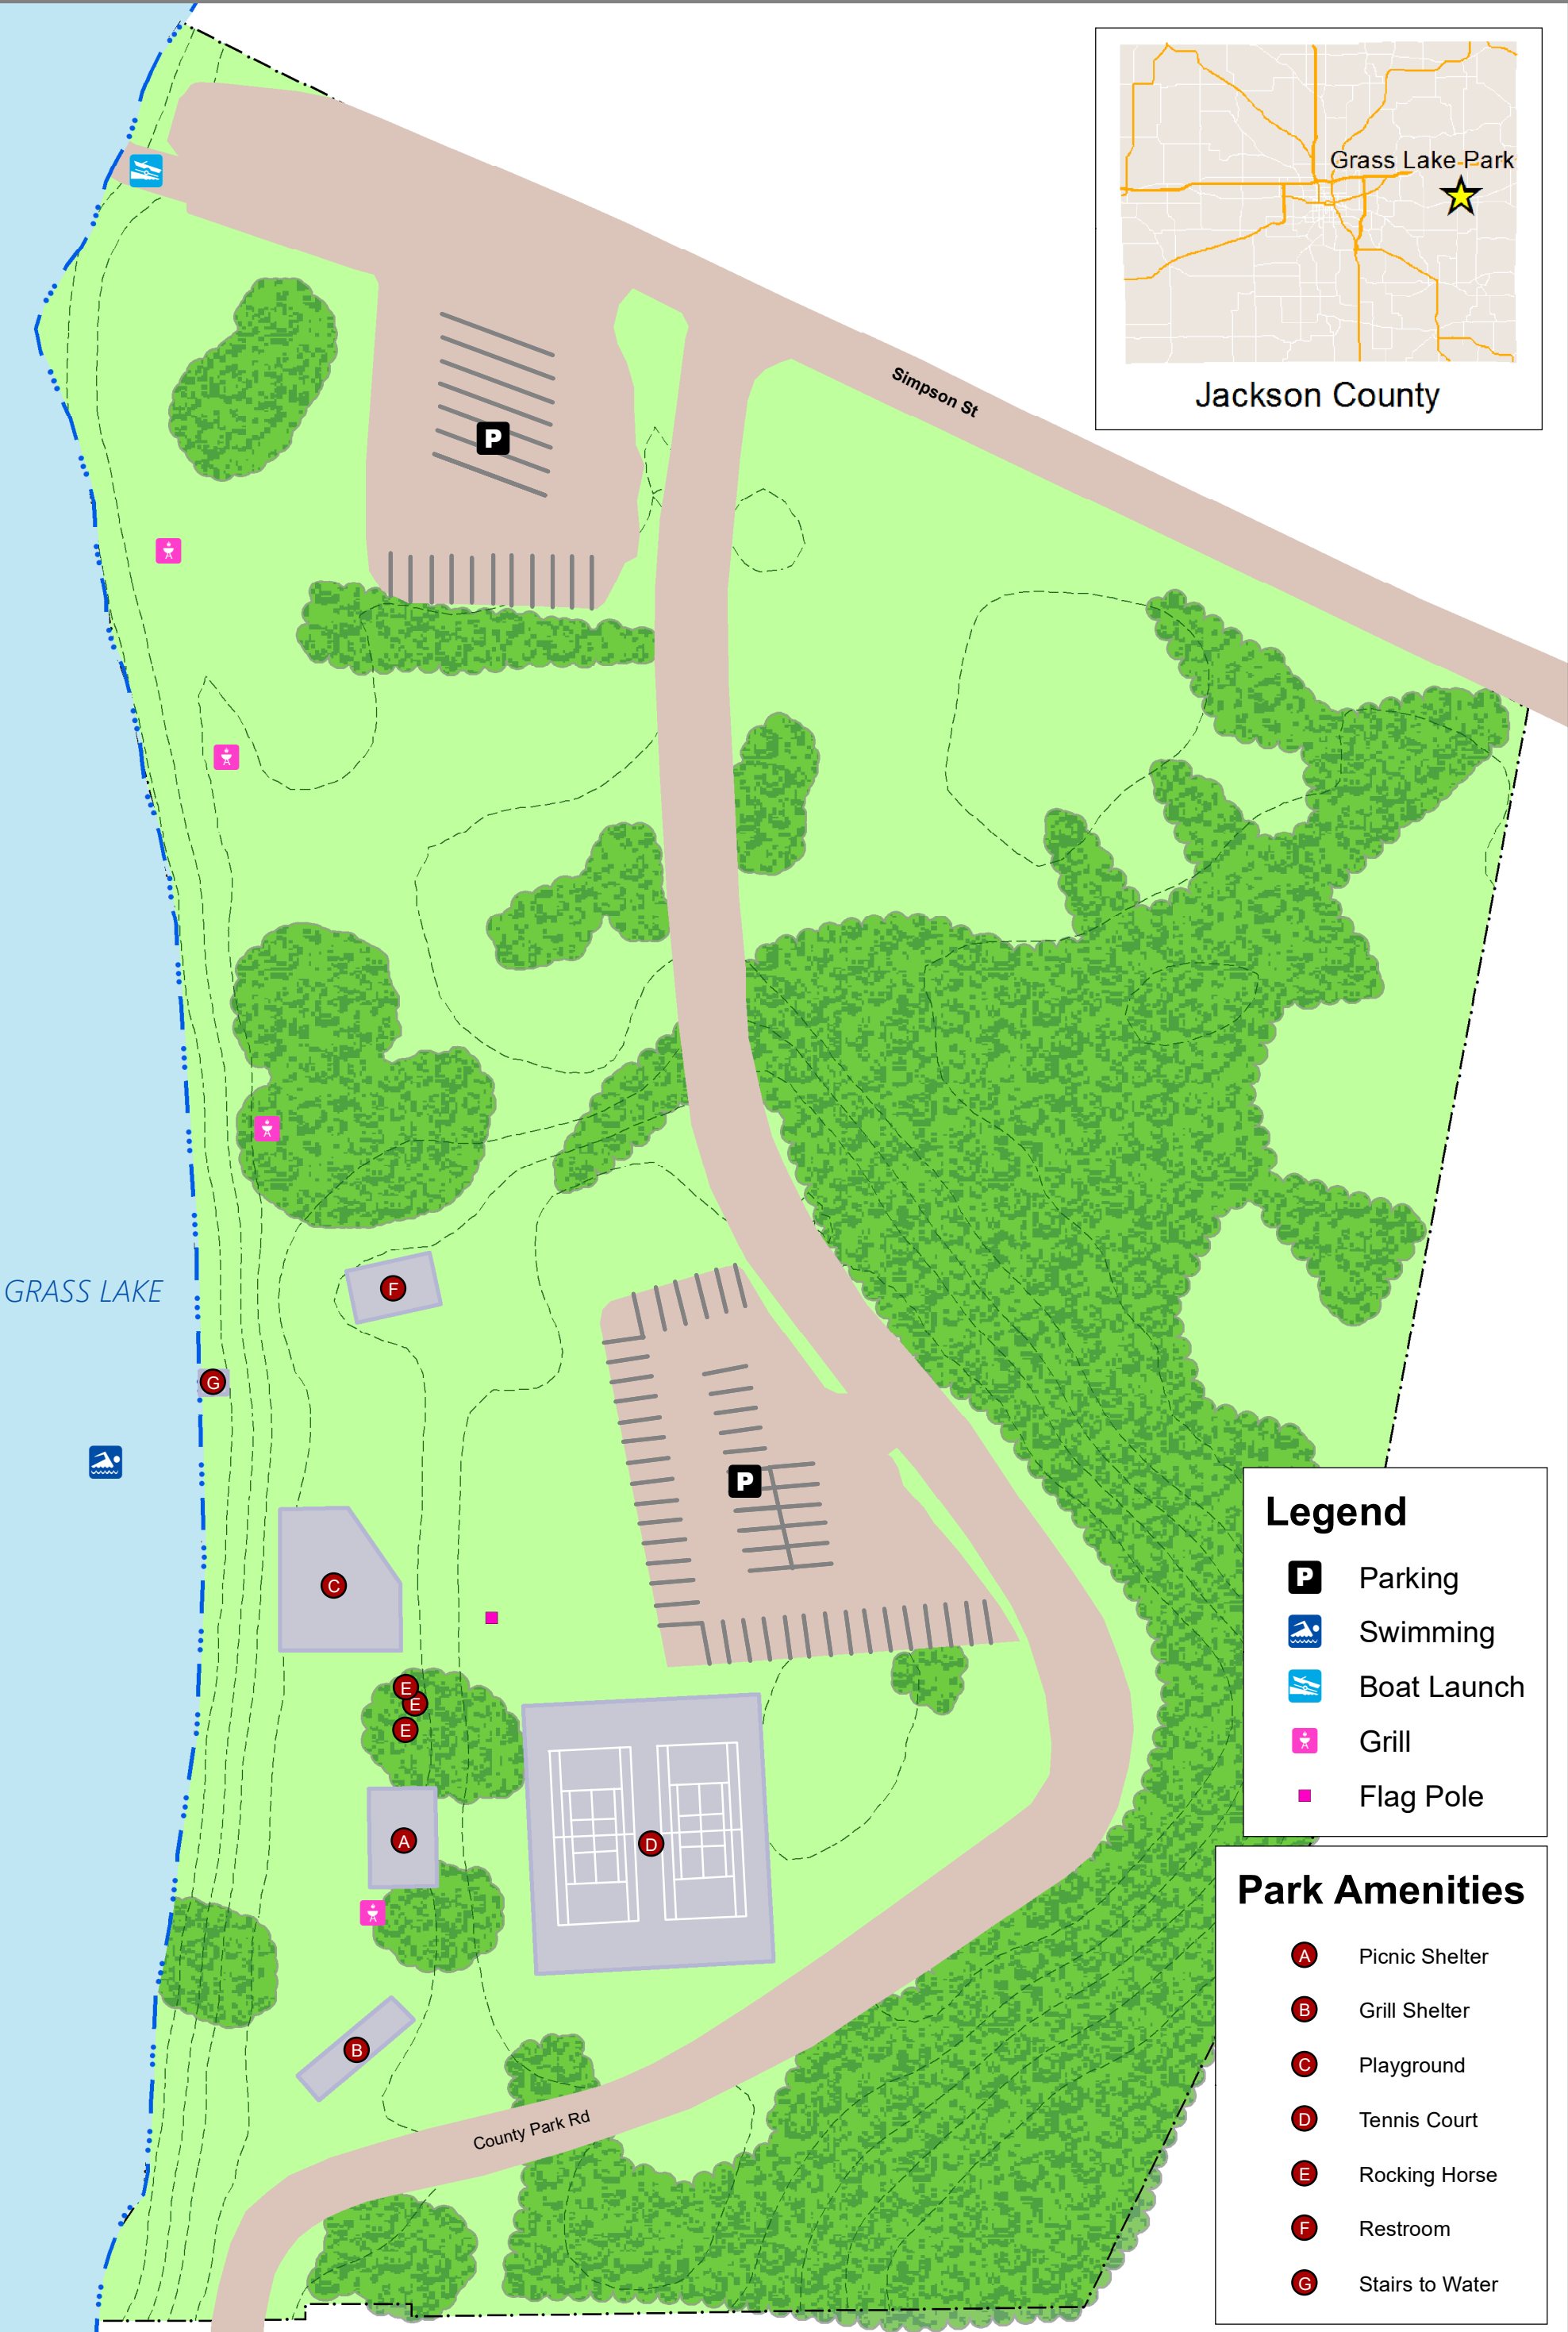 Grass Lake Park
Jackson County
Simpson St
P
F
GRASS LAKE
G
P
C
E
E
E
A
D
B
County Park Rd
Legend
P Parking
Swimming
Boat Launch
Grill
Flag Pole
Park Amenities
A Picnic Shelter
B Grill Shelter
C Playground
D Tennis Court
E Rocking Horse
F Restroom
G Stairs to Water